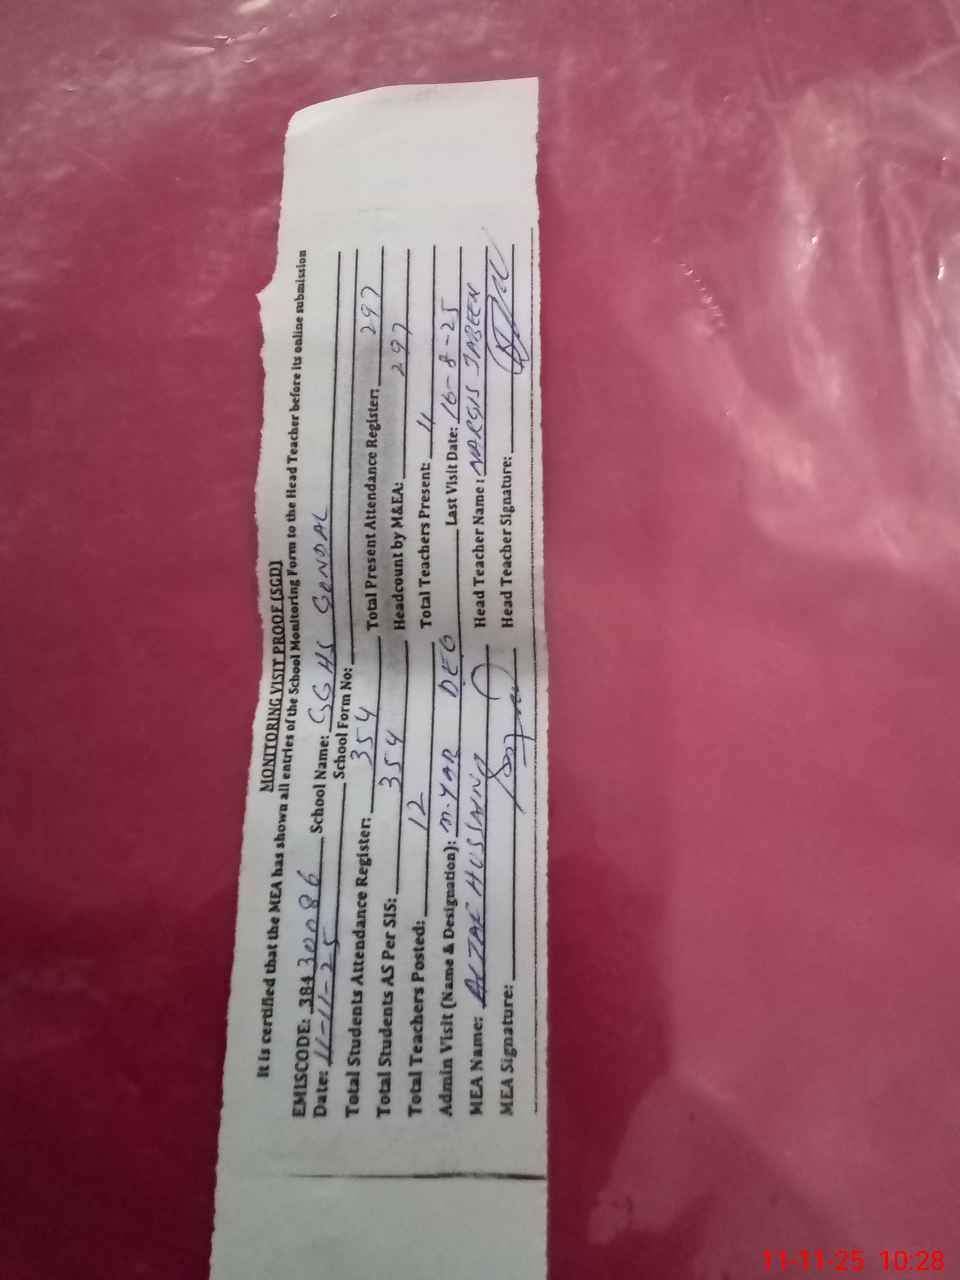 MONITORING VISIT PROOF (SGD)
It is certified that the MEA has shown all entries of the School Monitoring Form to the Head Teacher before its online submission
EMISCODE: 38430086 School Name: GGHS GONDAL
Date: 11-11-25 School Form No:
Total Students Attendance Register: 354 Total Present Attendance Register: 297
Total Students AS Per SIS: 354 Headcount by M&EA: 297
Total Teachers Posted: 12 Total Teachers Present: 11
Admin Visit (Name & Designation): DEO Last Visit Date: 16-8-25
MEA Name: ALTAF HUSSAIN Head Teacher Name: NARGIS JABEEN
MEA Signature: Head Teacher Signature:
11-11-25 10:28